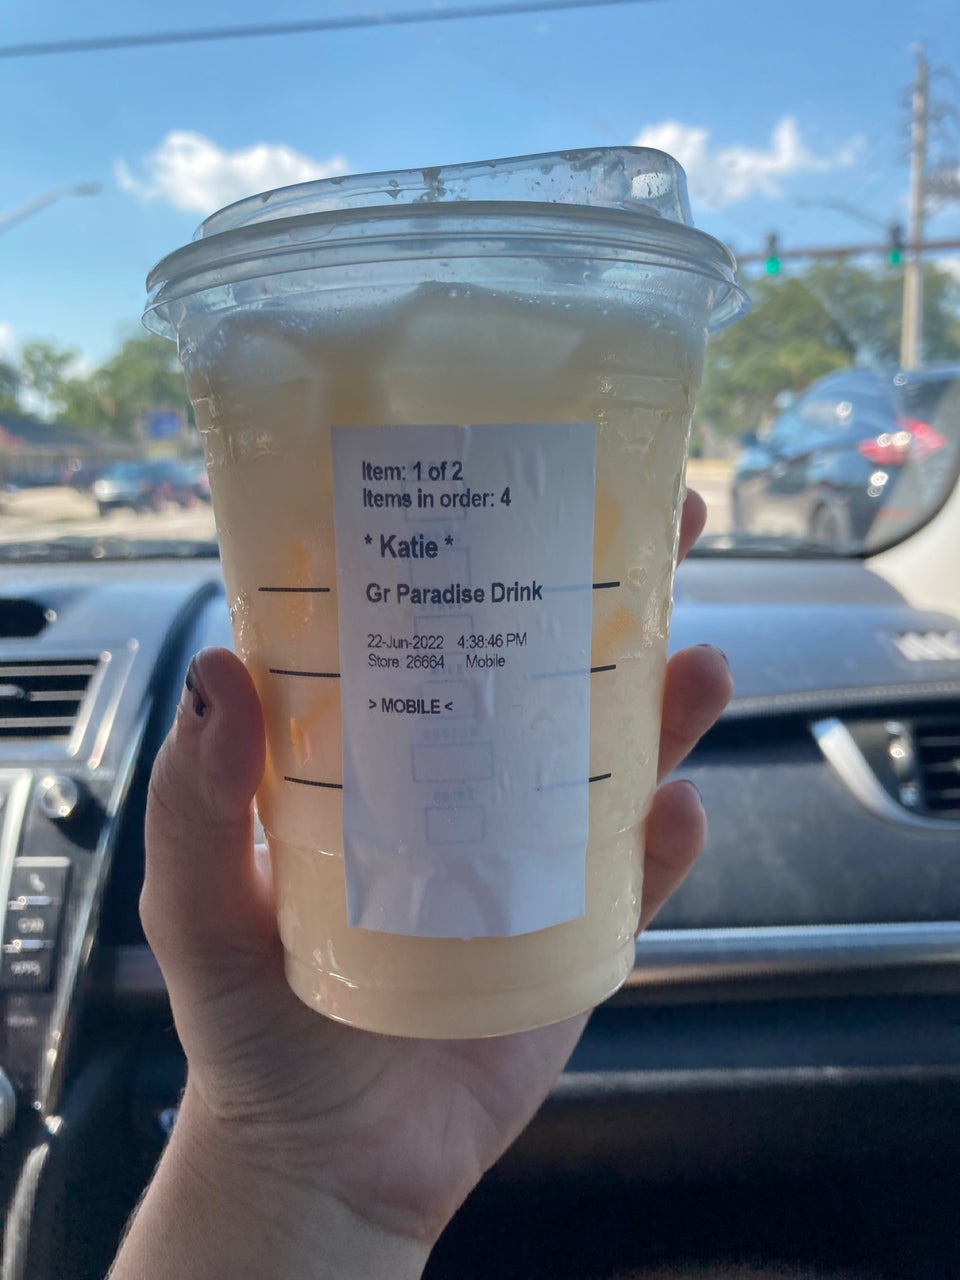 Item: 1 of 2
Items in order: 4
* Katie *
Gr Paradise Drink
22-Jun-2022 4:38:46 PM
Store: 26664 Mobile
> MOBILE <